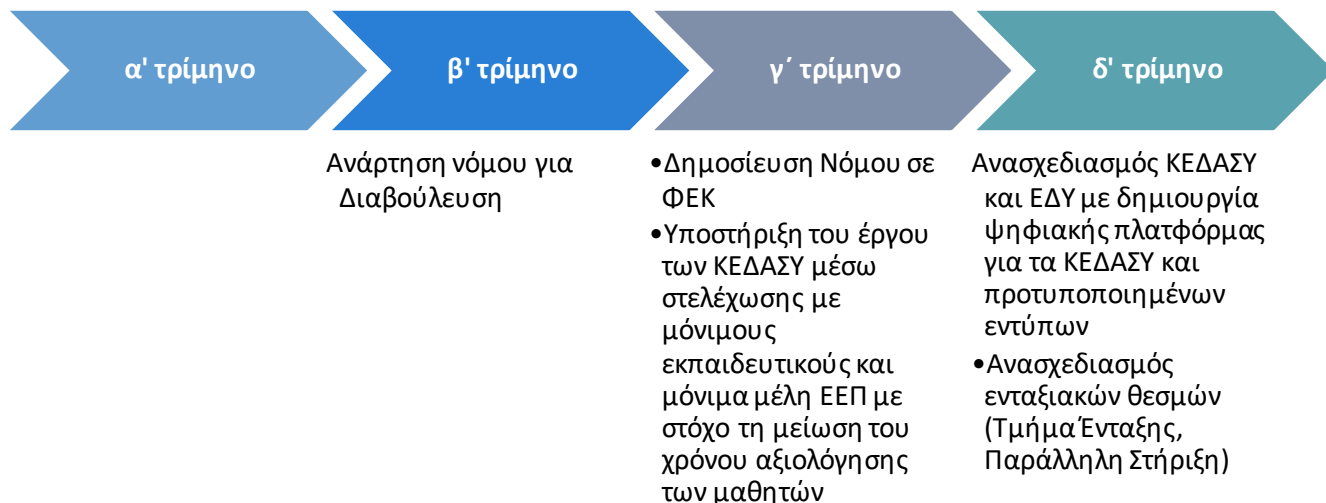 α' τρίμηνο
β' τρίμηνο
γ΄ τρίμηνο
δ' τρίμηνο
Ανάρτηση νόμου για
Διαβούλευση
•Δημοσίευση Νόμου σε
ΦΕΚ
•Υποστήριξη του έργου
των ΚΕΔΑΣΥ μέσω
στελέχωσης με
μόνιμους
εκπαιδευτικούς και
μόνιμα μέλη ΕΕΠ με
στόχο τη μείωση του
χρόνου αξιολόγησης
των μαθητών
Ανασχεδιασμός ΚΕΔΑΣΥ
και ΕΔΥ με δημιουργία
ψηφιακής πλατφόρμας
για τα ΚΕΔΑΣΥ και
προτυποποιημένων
εντύπων
•Ανασχεδιασμός
ενταξιακών θεσμών
(Τμήμα Ένταξης,
Παράλληλη Στήριξη)